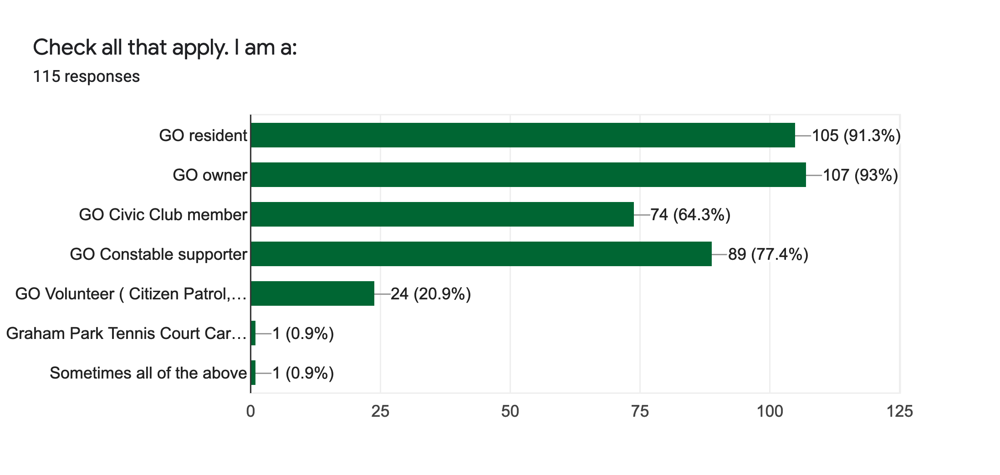 Check all that apply. I am a:
115 responses
GO resident 105 (91.3%)
GO owner 107 (93%)
GO Civic Club member 74 (64.3%)
GO Constable supporter 89 (77.4%)
GO Volunteer ( Citizen Patrol,... 24 (20.9%)
Graham Park Tennis Court Car... 1 (0.9%)
Sometimes all of the above 1 (0.9%)
0 25 50 75 100 125